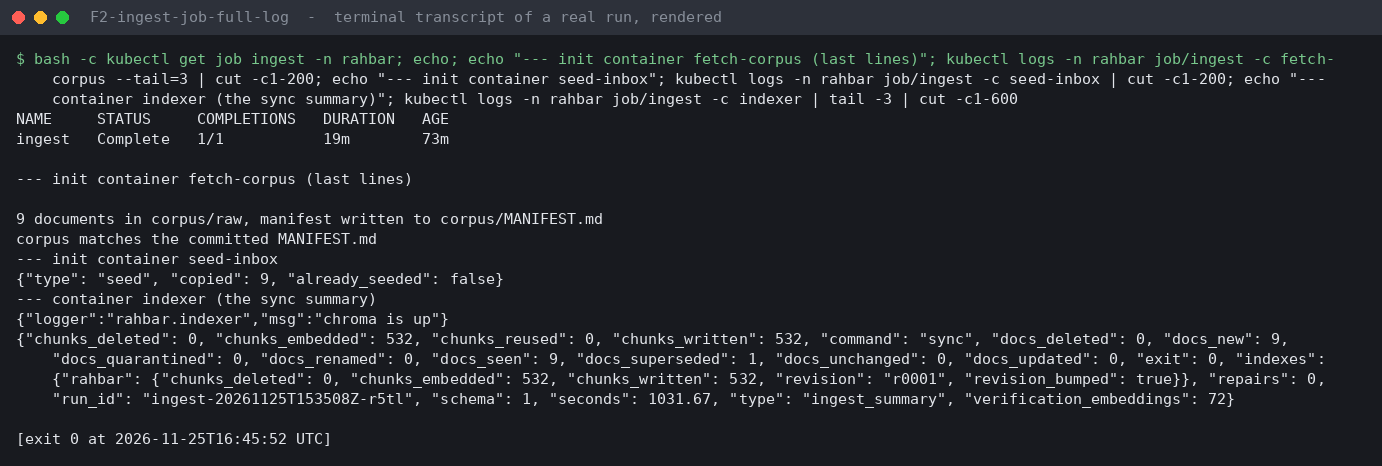 F2-ingest-job-full-log  -  terminal transcript of a real run, rendered
$ bash -c kubectl get job ingest -n rahbar; echo; echo "--- init container fetch-corpus (last lines)"; kubectl logs -n rahbar job/ingest -c fetch-
    corpus --tail=3 | cut -c1-200; echo "--- init container seed-inbox"; kubectl logs -n rahbar job/ingest -c seed-inbox | cut -c1-200; echo "---
    container indexer (the sync summary)"; kubectl logs -n rahbar job/ingest -c indexer | tail -3 | cut -c1-600
NAME     STATUS     COMPLETIONS   DURATION   AGE
ingest   Complete   1/1           19m        73m
--- init container fetch-corpus (last lines)
9 documents in corpus/raw, manifest written to corpus/MANIFEST.md
corpus matches the committed MANIFEST.md
--- init container seed-inbox
{"type": "seed", "copied": 9, "already_seeded": false}
--- container indexer (the sync summary)
{"logger":"rahbar.indexer","msg":"chroma is up"}
{"chunks_deleted": 0, "chunks_embedded": 532, "chunks_reused": 0, "chunks_written": 532, "command": "sync", "docs_deleted": 0, "docs_new": 9,
    "docs_quarantined": 0, "docs_renamed": 0, "docs_seen": 9, "docs_superseded": 1, "docs_unchanged": 0, "docs_updated": 0, "exit": 0, "indexes":
    {"rahbar": {"chunks_deleted": 0, "chunks_embedded": 532, "chunks_written": 532, "revision": "r0001", "revision_bumped": true}}, "repairs": 0,
    "run_id": "ingest-20261125T153508Z-r5tl", "schema": 1, "seconds": 1031.67, "type": "ingest_summary", "verification_embeddings": 72}
[exit 0 at 2026-11-25T16:45:52 UTC]